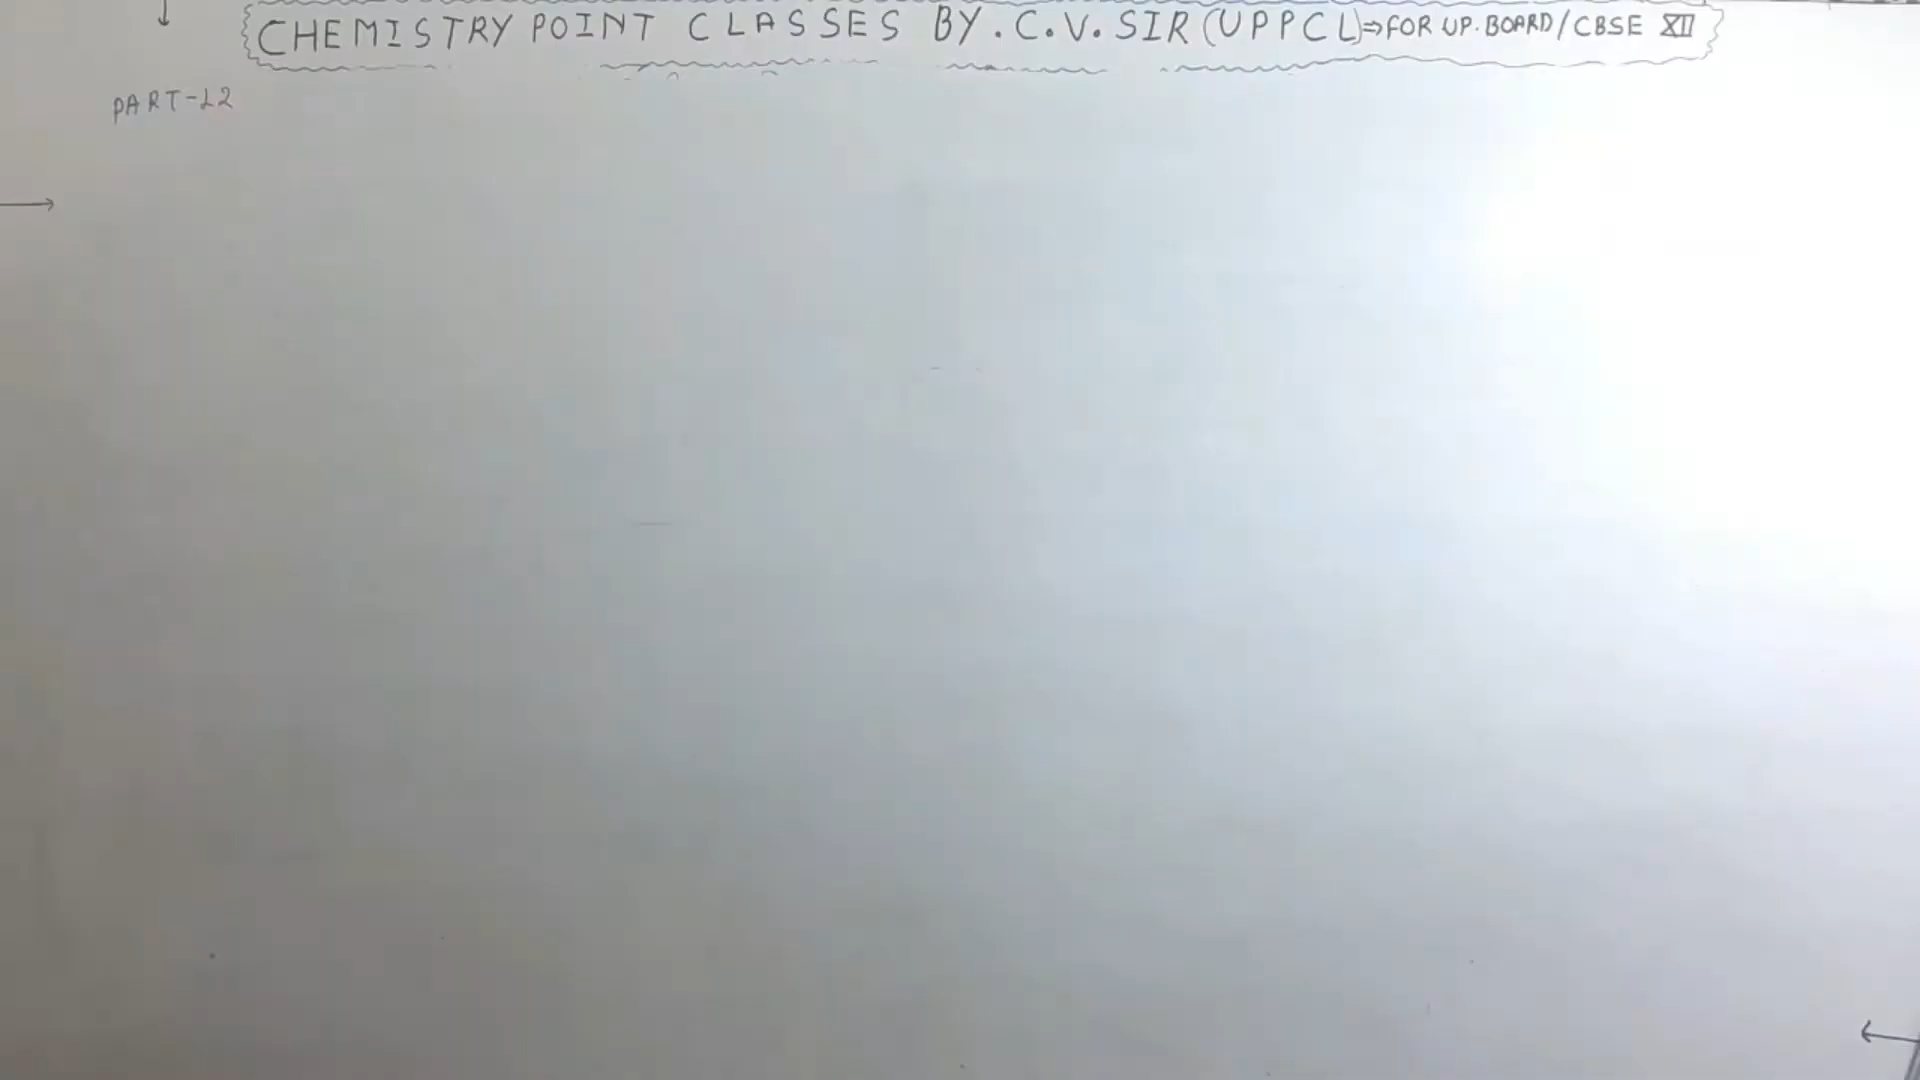 CHEMISTRY POINT CLASSES BY. C.V. SIR (UPPCL)⇒FOR UP. BOARD/CBSE XII
PART-12